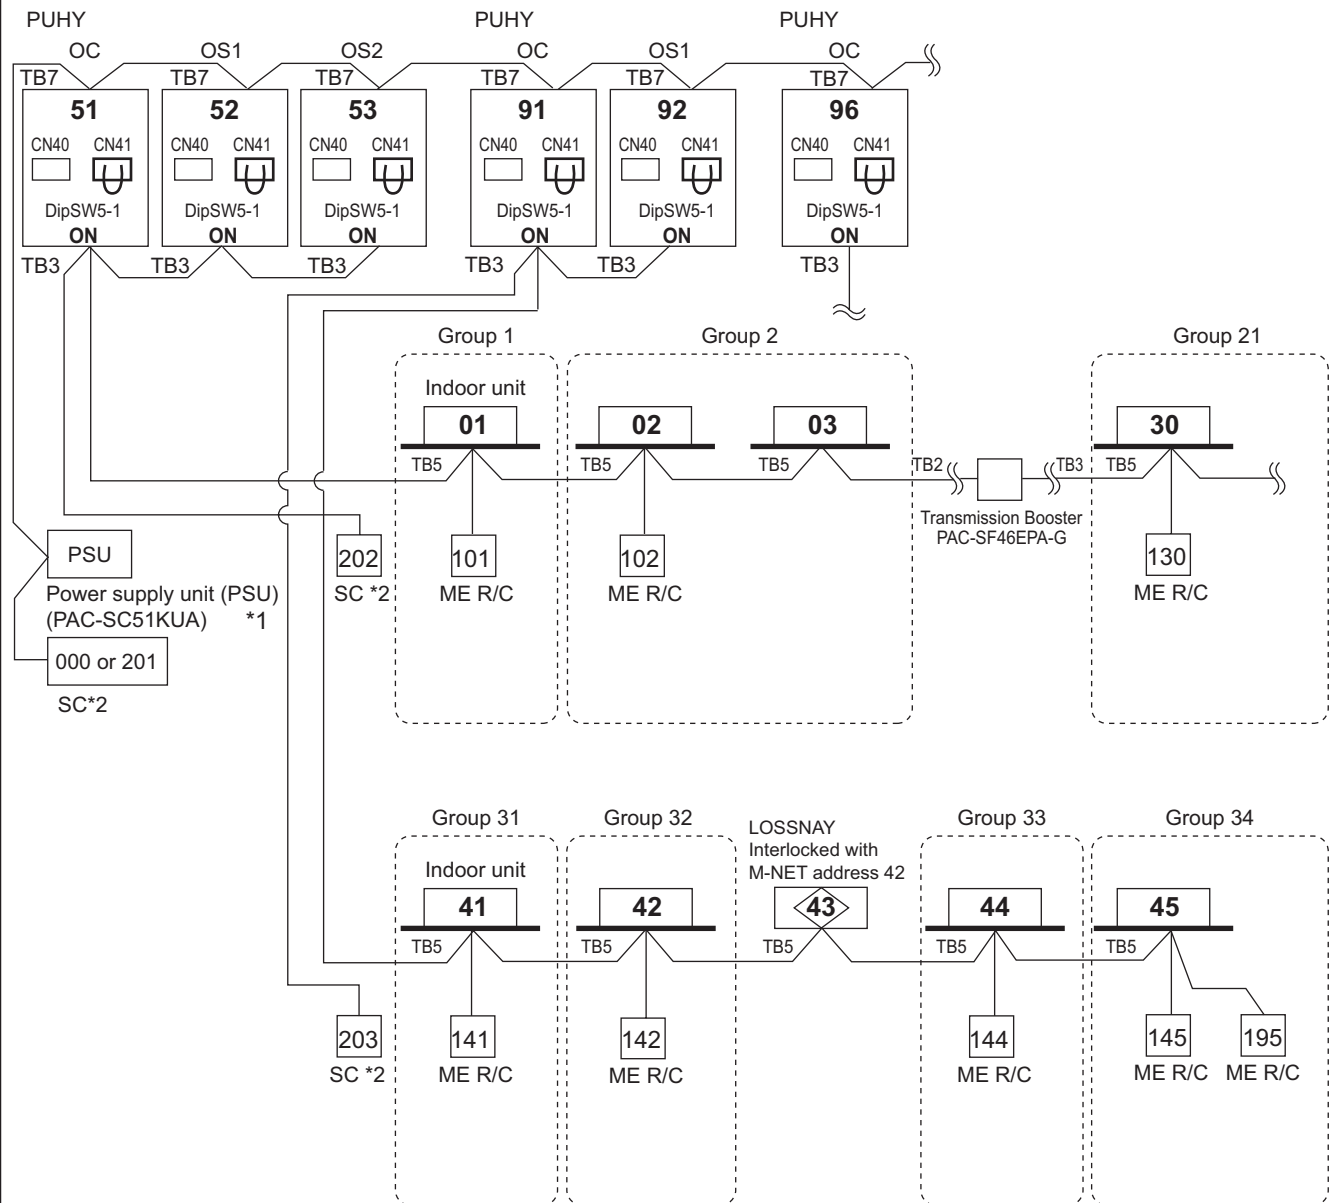 PUHY PUHY PUHY
OC OS1 OS2 OC OS1 OC
TB7 TB7 TB7 TB7 TB7 TB7
51 52 53 91 92 96
CN40 CN41 CN40 CN41 CN40 CN41 CN40 CN41 CN40 CN41 CN40 CN41
DipSW5-1 DipSW5-1 DipSW5-1 DipSW5-1 DipSW5-1 DipSW5-1
ON ON ON ON ON ON
TB3 TB3 TB3 TB3 TB3 TB3
Group 1 Group 2 Group 21
Indoor unit
01 02 03 30
TB5 TB5 TB5 TB2 TB3 TB5
Transmission Booster
PAC-SF46EPA-G
PSU
202 101 102 130
SC *2 ME R/C ME R/C ME R/C
Power supply unit (PSU)
(PAC-SC51KUA) *1
000 or 201
SC*2
Group 31 Group 32 Group 33 Group 34
LOSSNAY
Interlocked with
M-NET address 42
Indoor unit
41 42 43 44 45
TB5 TB5 TB5 TB5 TB5
203 141 142 144 145 195
SC *2 ME R/C ME R/C ME R/C ME R/C ME R/C